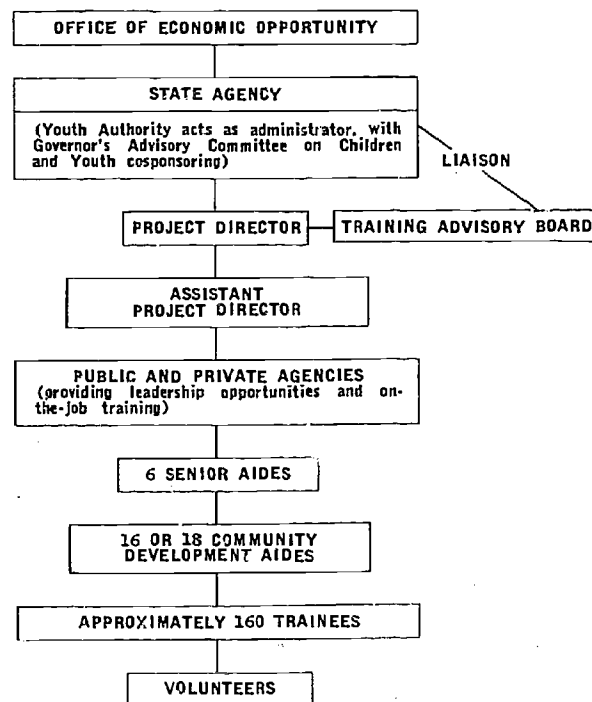 OFFICE OF ECONOMIC OPPORTUNITY
STATE AGENCY
(Youth Authority acts as administrator, with
Governor's Advisory Committee on Children
and Youth cosponsoring)
LIAISON
PROJECT DIRECTOR
TRAINING ADVISORY BOARD
ASSISTANT
PROJECT DIRECTOR
PUBLIC AND PRIVATE AGENCIES
(providing leadership opportunities and on-
the-job training)
6 SENIOR AIDES
16 OR 18 COMMUNITY
DEVELOPMENT AIDES
APPROXIMATELY 160 TRAINEES
VOLUNTEERS